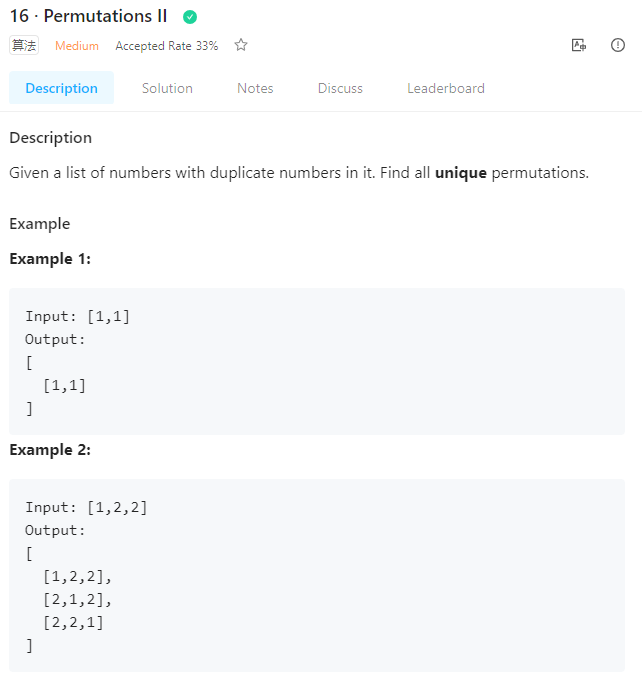 16 · Permutations II
算法 Medium Accepted Rate 33%
Description Solution Notes Discuss Leaderboard
Description
Given a list of numbers with duplicate numbers in it. Find all unique permutations.
Example
Example 1:
Input: [1,1]
Output:
[
  [1,1]
]
Example 2:
Input: [1,2,2]
Output:
[
  [1,2,2],
  [2,1,2],
  [2,2,1]
]